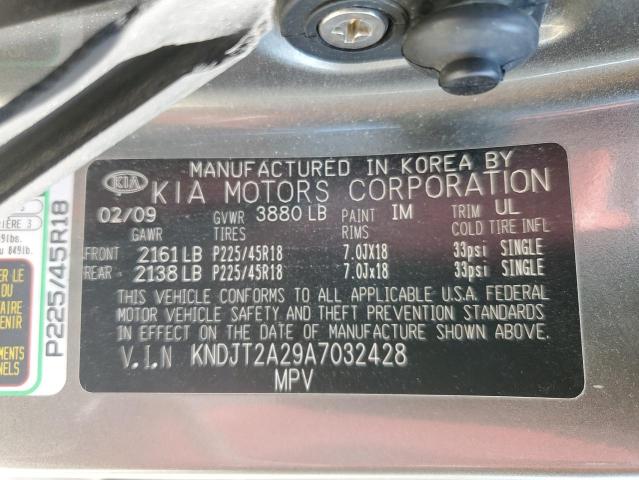 MANUFACTURED IN KOREA BY
KIA KIA MOTORS CORPORATION
02/09 GVWR 3880 LB PAINT IM TRIM UL
GAWR TIRES RIMS COLD TIRE INFL
FRONT 2161 LB P225/45R18 7.0JX18 33psi SINGLE
REAR 2138 LB P225/45R18 7.0Jx18 33psi SINGLE
THIS VEHICLE CONFORMS TO ALL APPLICABLE U.S.A. FEDERAL
MOTOR VEHICLE SAFETY AND THEFT PREVENTION STANDARDS
IN EFFECT ON THE DATE OF MANUFACTURE SHOWN ABOVE.
V.I.N KNDJT2A29A7032428
MPV
P225/45R18